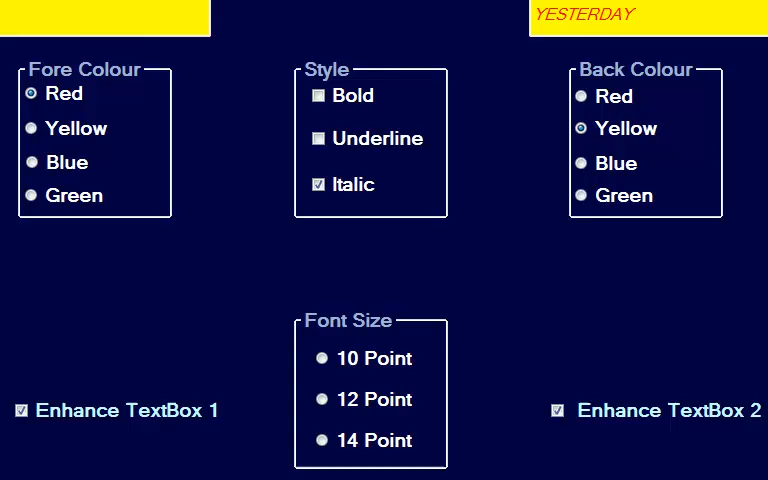 YESTERDAY
Fore Colour
Red
Yellow
Blue
Green
Style
Bold
Underline
Italic
Back Colour
Red
Yellow
Blue
Green
Font Size
10 Point
12 Point
14 Point
Enhance TextBox 1
Enhance TextBox 2